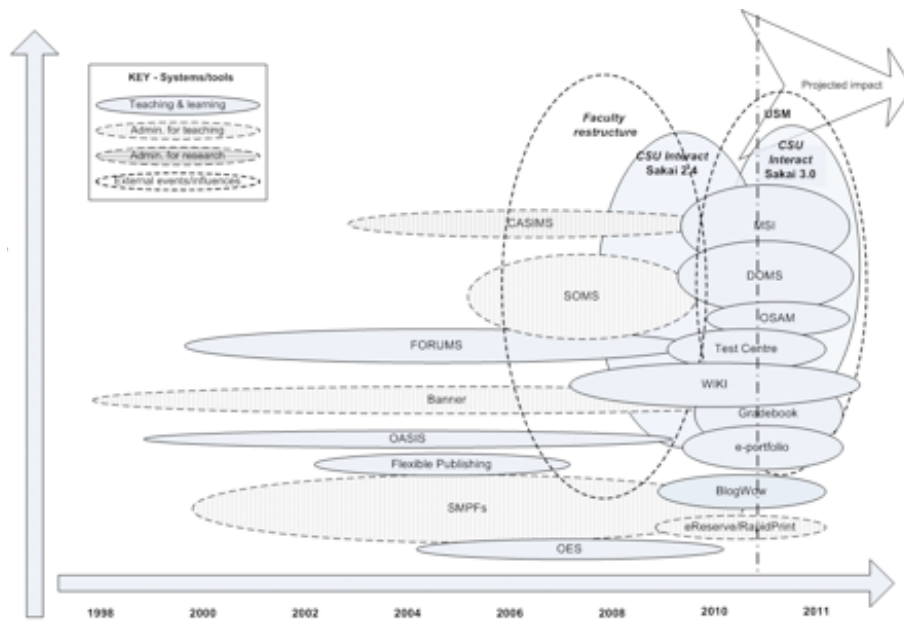 KEY - Systems/tools
Teaching & learning
Admin. for teaching
Admin. for research
External events/influences
Projected impact
Faculty
restructure
USM
CSU Interact
Sakai 2.4
CSU
Interact
Sakai 3.0
CASIMS
MSI
DOMS
SOMS
OSAM
FORUMS
Test Centre
WIKI
Banner
Gradebook
OASIS
e-portfolio
Flexible Publishing
BlogWow
SMPFs
eReserve/RapidPrint
OES
1998
2000
2002
2004
2006
2008
2010
2011